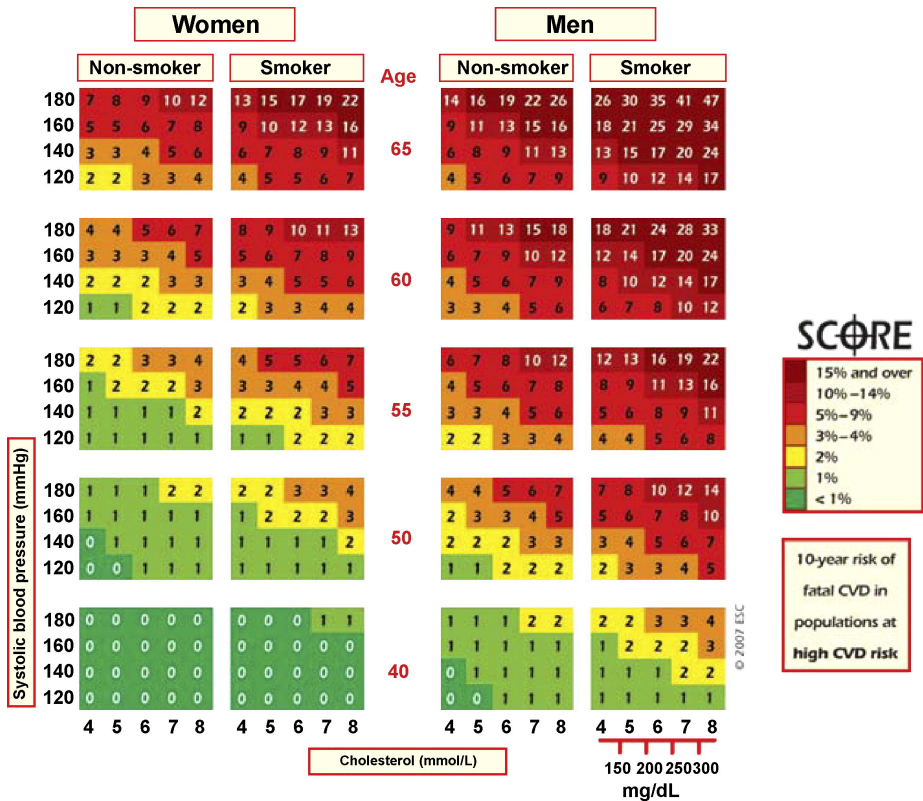 Women Men
Non-smoker Smoker Age Non-smoker Smoker
180 7 8 9 10 12 13 15 17 19 22 14 16 19 22 26 26 30 35 41 47
160 5 5 6 7 8 9 10 12 13 16 9 11 13 15 16 18 21 25 29 34
140 3 3 4 5 6 6 7 8 9 11 65 6 8 9 11 13 13 15 17 20 24
120 2 2 3 3 4 4 5 5 6 7 4 5 6 7 9 9 10 12 14 17
180 4 4 5 6 7 8 9 10 11 13 9 11 13 15 18 18 21 24 28 33
160 3 3 3 4 5 5 6 7 8 9 6 7 9 10 12 12 14 17 20 24
140 2 2 2 3 3 3 4 5 5 6 60 4 5 6 7 9 8 10 12 14 17
120 1 1 2 2 2 2 3 3 4 4 3 3 4 5 6 6 7 8 10 12
180 2 2 3 3 4 4 5 5 6 7 6 7 8 10 12 12 13 16 19 22
160 1 2 2 2 3 3 3 4 4 5 4 5 6 7 8 8 9 11 13 16
140 1 1 1 1 2 2 2 2 3 3 55 3 3 4 5 6 5 6 8 9 11
120 1 1 1 1 1 1 1 2 2 2 2 2 3 3 4 4 4 5 6 8
180 1 1 1 2 2 2 2 3 3 4 4 4 5 6 7 7 8 10 12 14
160 1 1 1 1 1 1 2 2 2 3 2 3 3 4 5 5 6 7 8 10
140 0 1 1 1 1 1 1 1 1 2 50 2 2 2 3 3 3 4 5 6 7
120 0 0 1 1 1 1 1 1 1 1 1 1 2 2 2 2 3 3 4 5
180 0 0 0 0 0 0 0 0 1 1 1 1 1 2 2 2 2 3 3 4
160 0 0 0 0 0 0 0 0 0 0 1 1 1 1 1 1 2 2 2 3
140 0 0 0 0 0 0 0 0 0 0 40 0 1 1 1 1 1 1 1 2 2
120 0 0 0 0 0 0 0 0 0 0 0 0 1 1 1 1 1 1 1 1
4 5 6 7 8 4 5 6 7 8 4 5 6 7 8 4 5 6 7 8
Cholesterol (mmol/L)
150 200 250 300
mg/dL
Systolic blood pressure (mmHg)
© 2007 ESC
SCORE
15% and over
10%–14%
5%–9%
3%–4%
2%
1%
< 1%
10-year risk of
fatal CVD in
populations at
high CVD risk